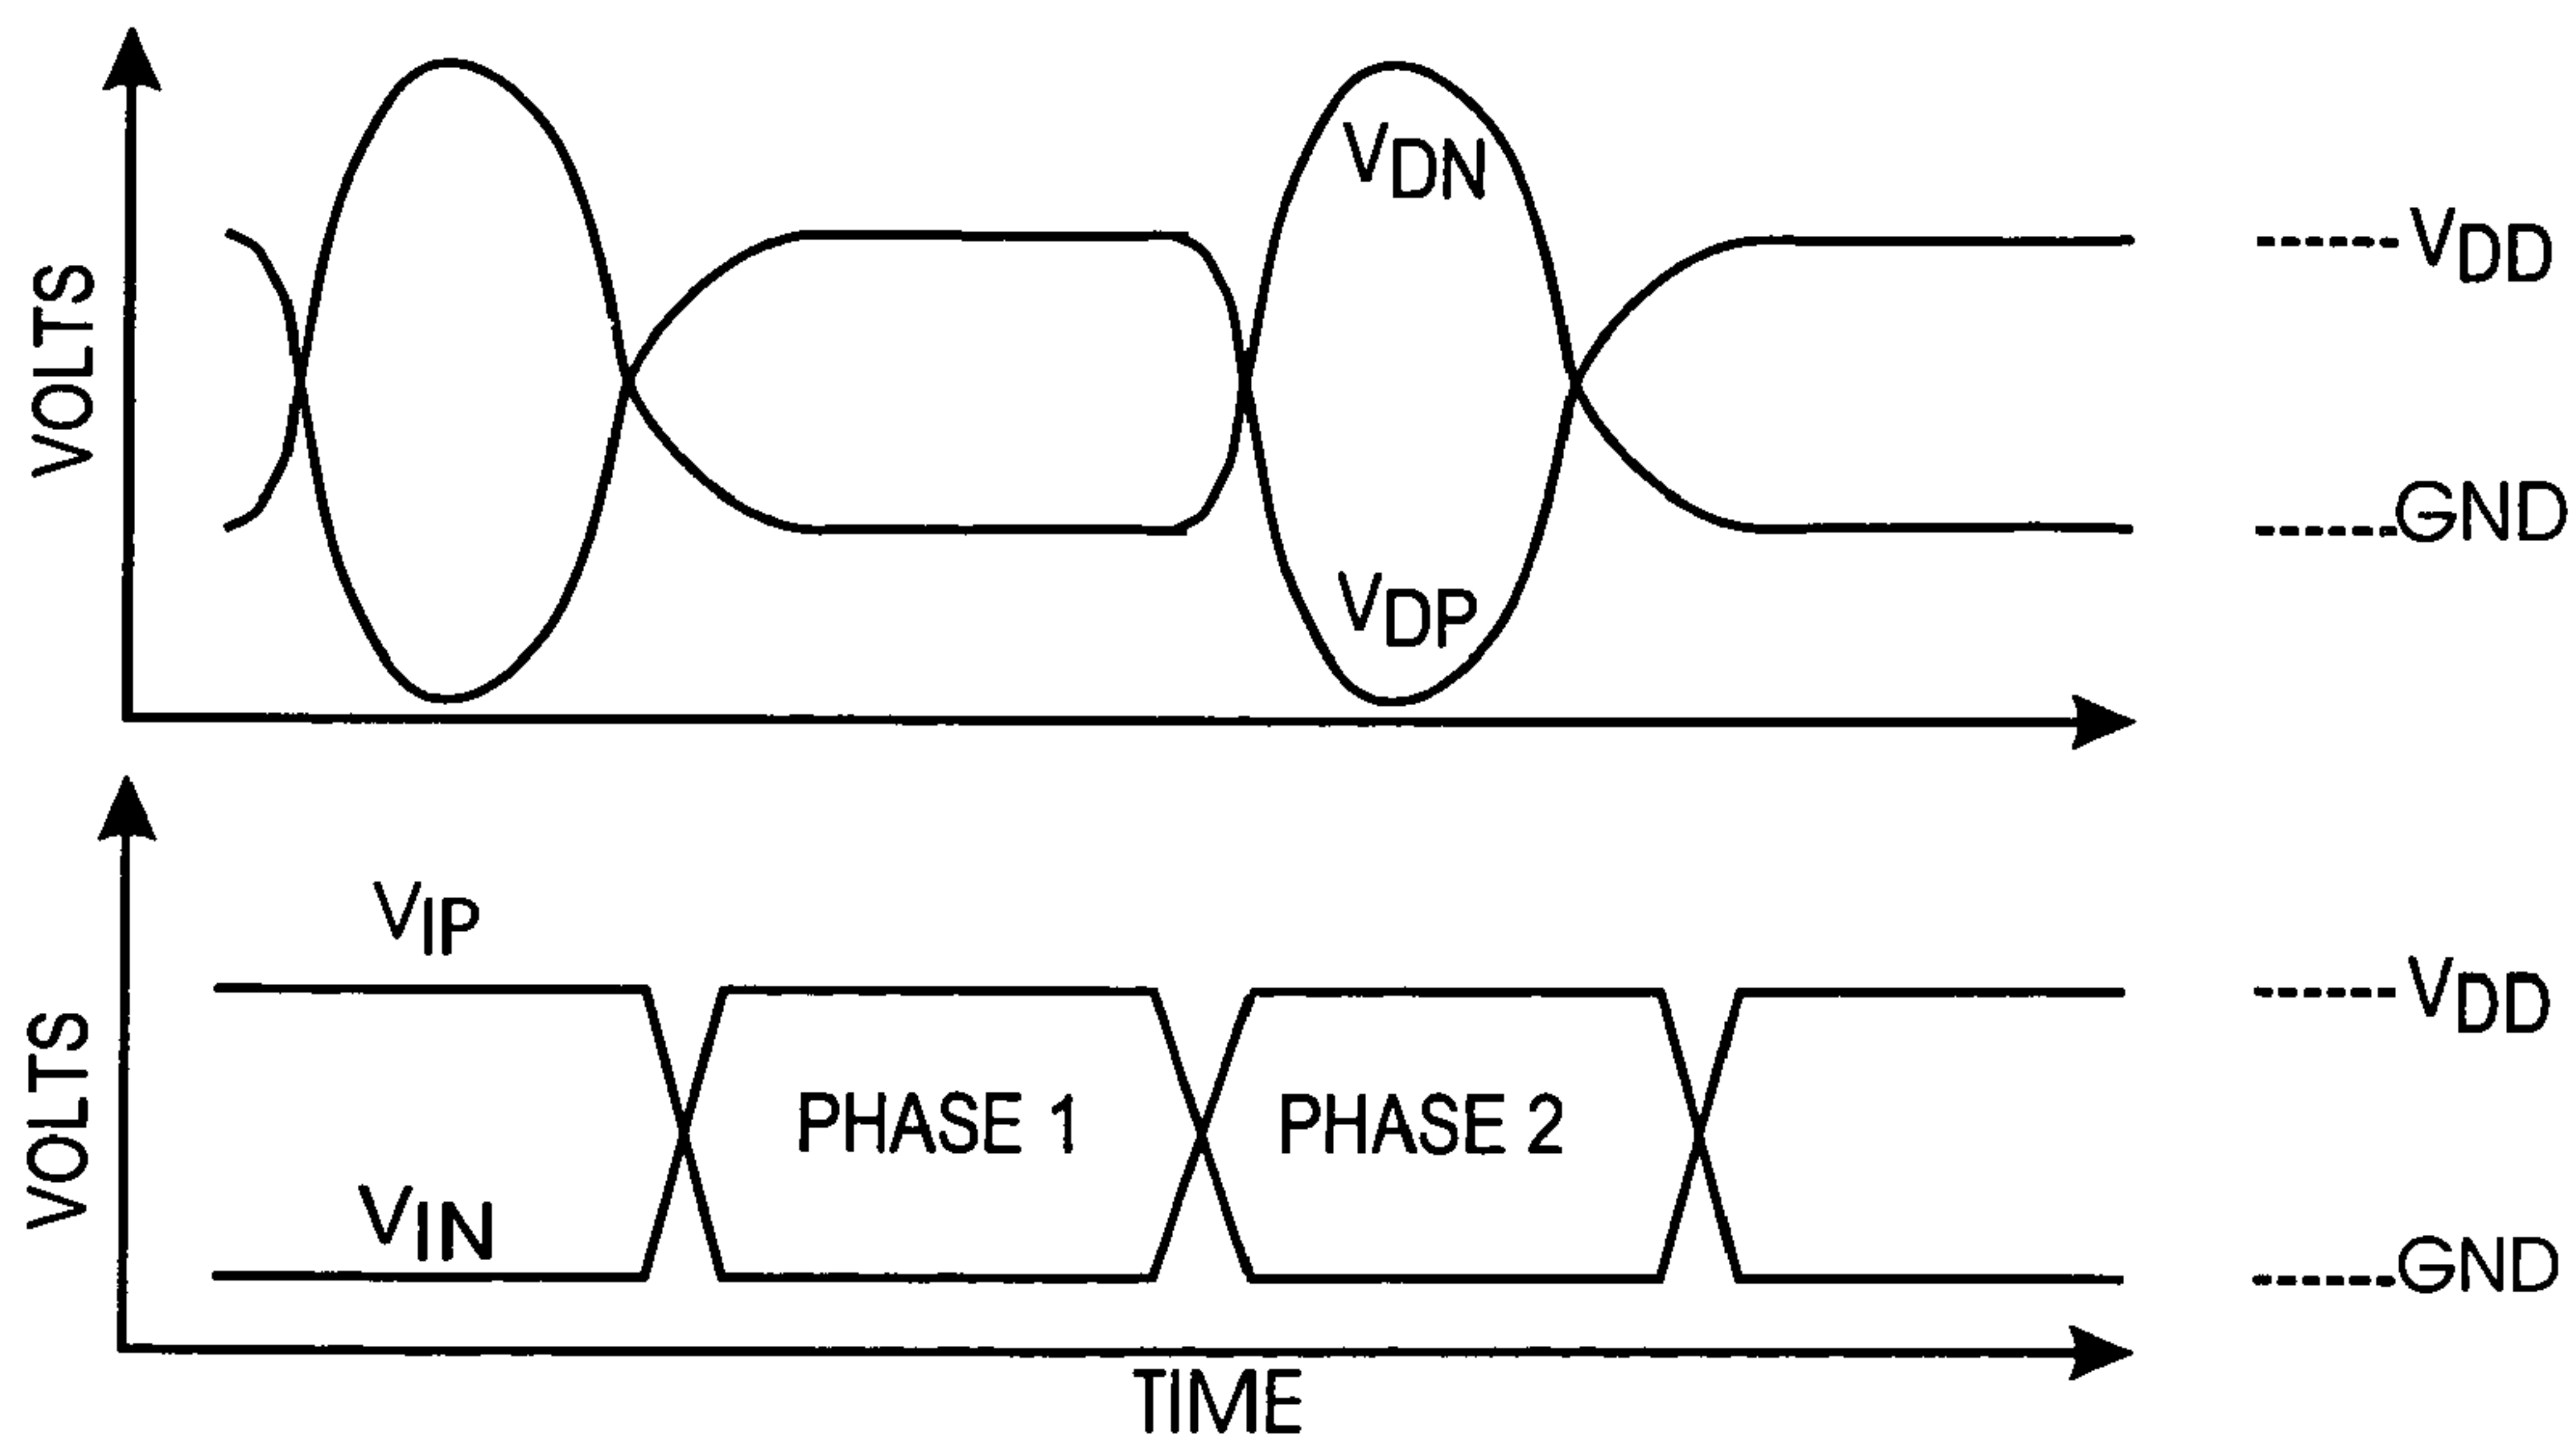 VOLTS
VDN
VDP
VDD
GND
VOLTS
VIP
VIN
PHASE 1
PHASE 2
VDD
GND
TIME